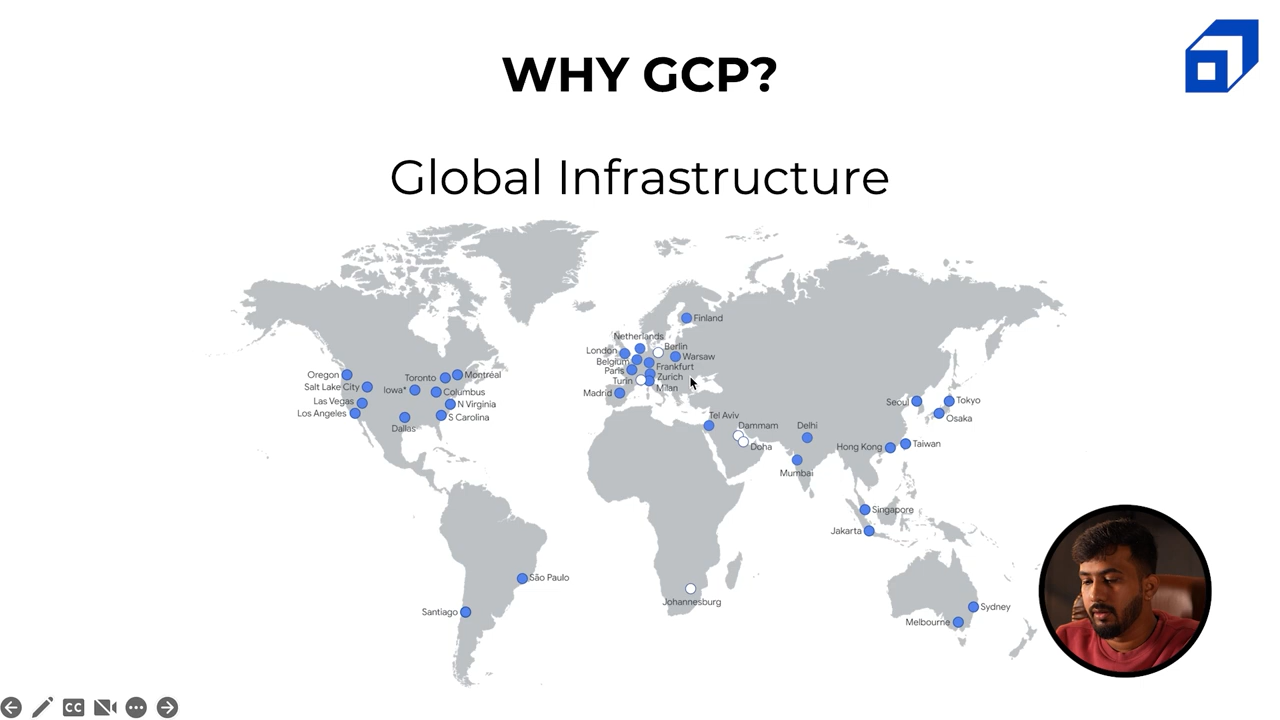 WHY GCP?
Global Infrastructure
Finland
Netherlands
Berlin
London
Warsaw
Belgium
Frankfurt
Paris
Zurich
Turin
Milan
Madrid
Oregon
Toronto
Montréal
Salt Lake City
Iowa*
Columbus
Las Vegas
N Virginia
Los Angeles
S Carolina
Dallas
Seoul
Tokyo
Osaka
Tel Aviv
Dammam
Delhi
Doha
Hong Kong
Taiwan
Mumbai
Singapore
Jakarta
São Paulo
Johannesburg
Santiago
Sydney
Melbourne
CC